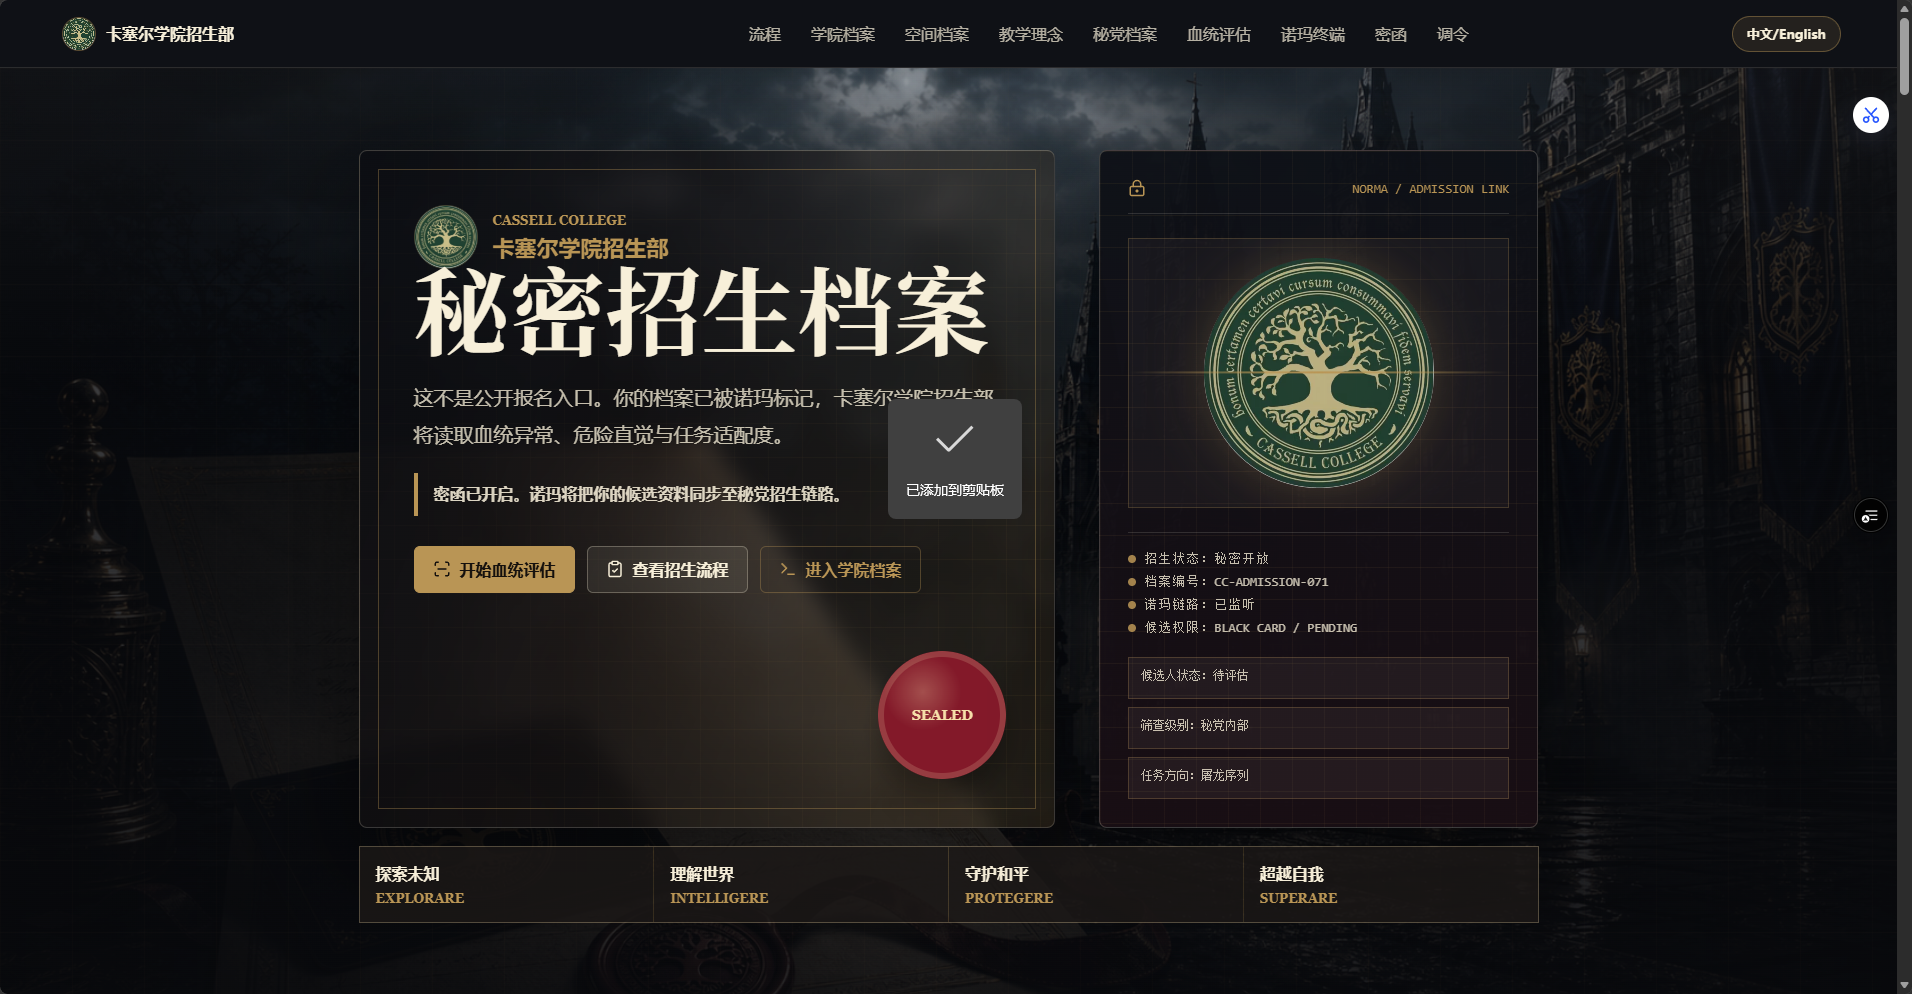 卡塞尔学院招生部
流程 学院档案 空间档案 教学理念 秘党档案 血统评估 诺玛终端 密函 调令
中文/English
CASSELL COLLEGE
卡塞尔学院招生部
秘密招生档案
这不是公开报名入口。你的档案已被诺玛标记，卡塞尔学院招生部
将读取血统异常、危险直觉与任务适配度。
密函已开启。诺玛将把你的候选资料同步至秘党招生链路。
已添加到剪贴板
开始血统评估
查看招生流程
进入学院档案
SEALED
NORMA / ADMISSION LINK
bonum certamen certavi cursum consummavi fidem servavi
CASSELL COLLEGE
招生状态：秘密开放
档案编号：CC-ADMISSION-071
诺玛链路：已监听
候选权限：BLACK CARD / PENDING
候选人状态：待评估
筛查级别：秘党内部
任务方向：屠龙序列
探索未知
EXPLORARE
理解世界
INTELLIGERE
守护和平
PROTEGERE
超越自我
SUPERARE